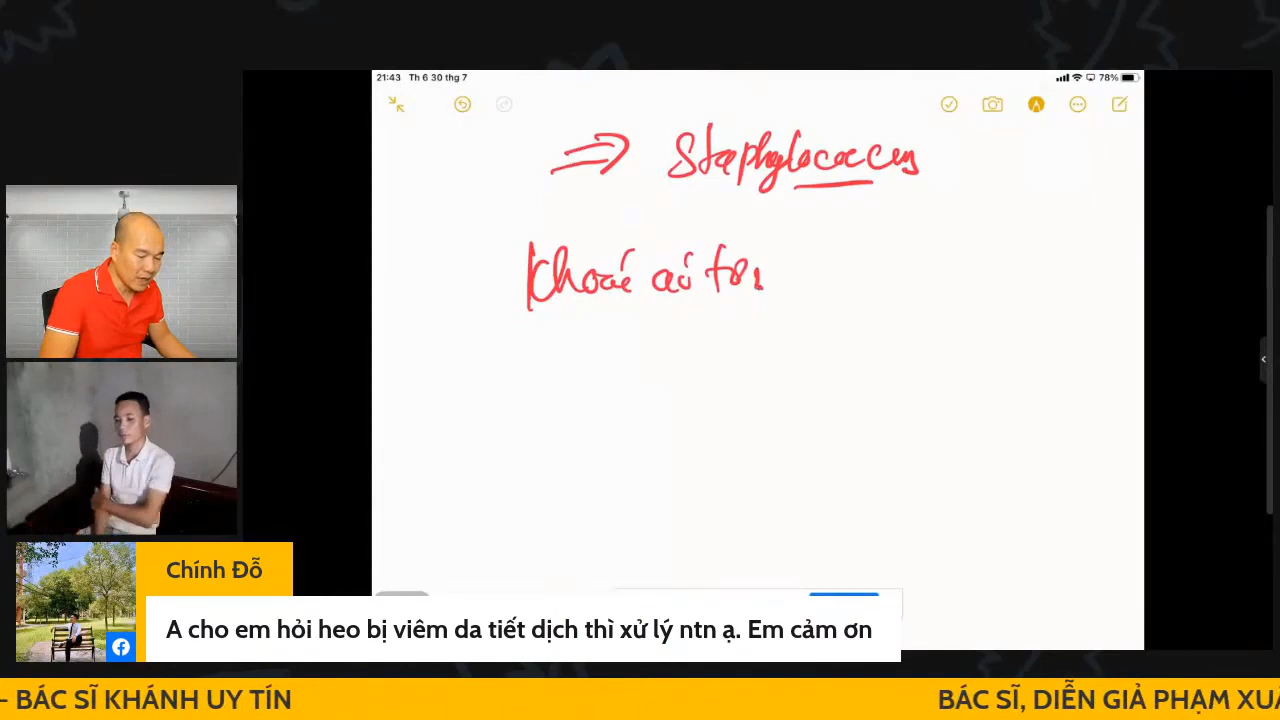 21:43 Th 6 30 thg 7
78%
=> Staphylococcus
Khoác áo
Chính Đỗ
A cho em hỏi heo bị viêm da tiết dịch thì xử lý ntn ạ. Em cảm ơn
- BÁC SĨ KHÁNH UY TÍN
BÁC SĨ, DIỄN GIẢ PHẠM XUÂ